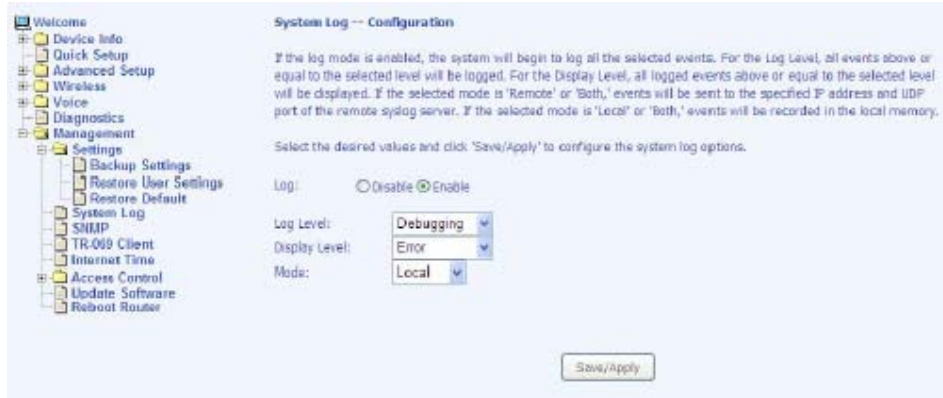 Welcome
Device Info
Quick Setup
Advanced Setup
Wireless
Voice
Diagnostics
Management
Settings
Backup Settings
Restore User Settings
Restore Default
System Log
SNMP
TR-069 Client
Internet Time
Access Control
Update Software
Reboot Router
System Log -- Configuration
If the log mode is enabled, the system will begin to log all the selected events. For the Log Level, all events above or
equal to the selected level will be logged. For the Display Level, all logged events above or equal to the selected level
will be displayed. If the selected mode is 'Remote' or 'Both,' events will be sent to the specified IP address and UDP
port of the remote syslog server. If the selected mode is 'Local' or 'Both,' events will be recorded in the local memory.
Select the desired values and click 'Save/Apply' to configure the system log options.
Log: Disable Enable
Log Level: Debugging
Display Level: Error
Mode: Local
Save/Apply